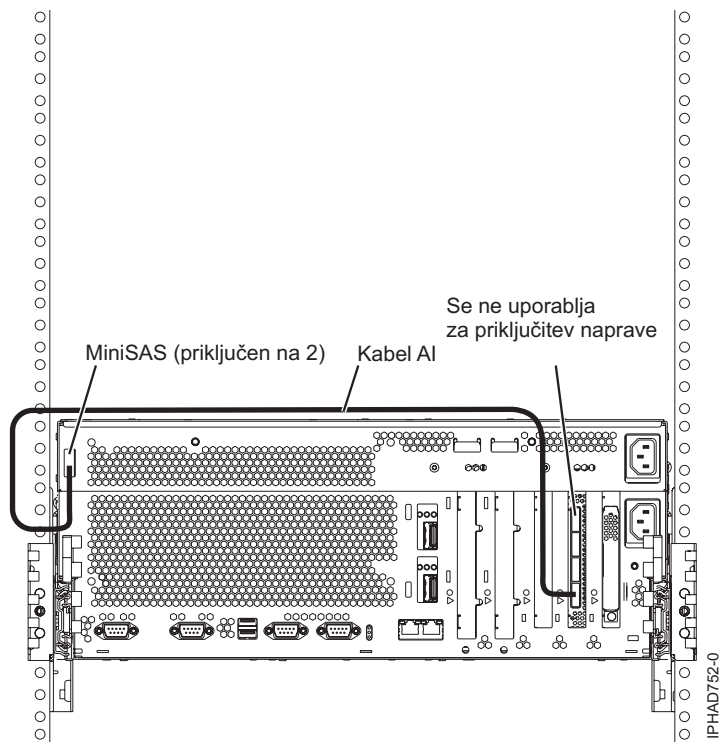 Se ne uporablja
za priključitev naprave
MiniSAS (priključen na 2)
Kabel AI
IPHAD752-0